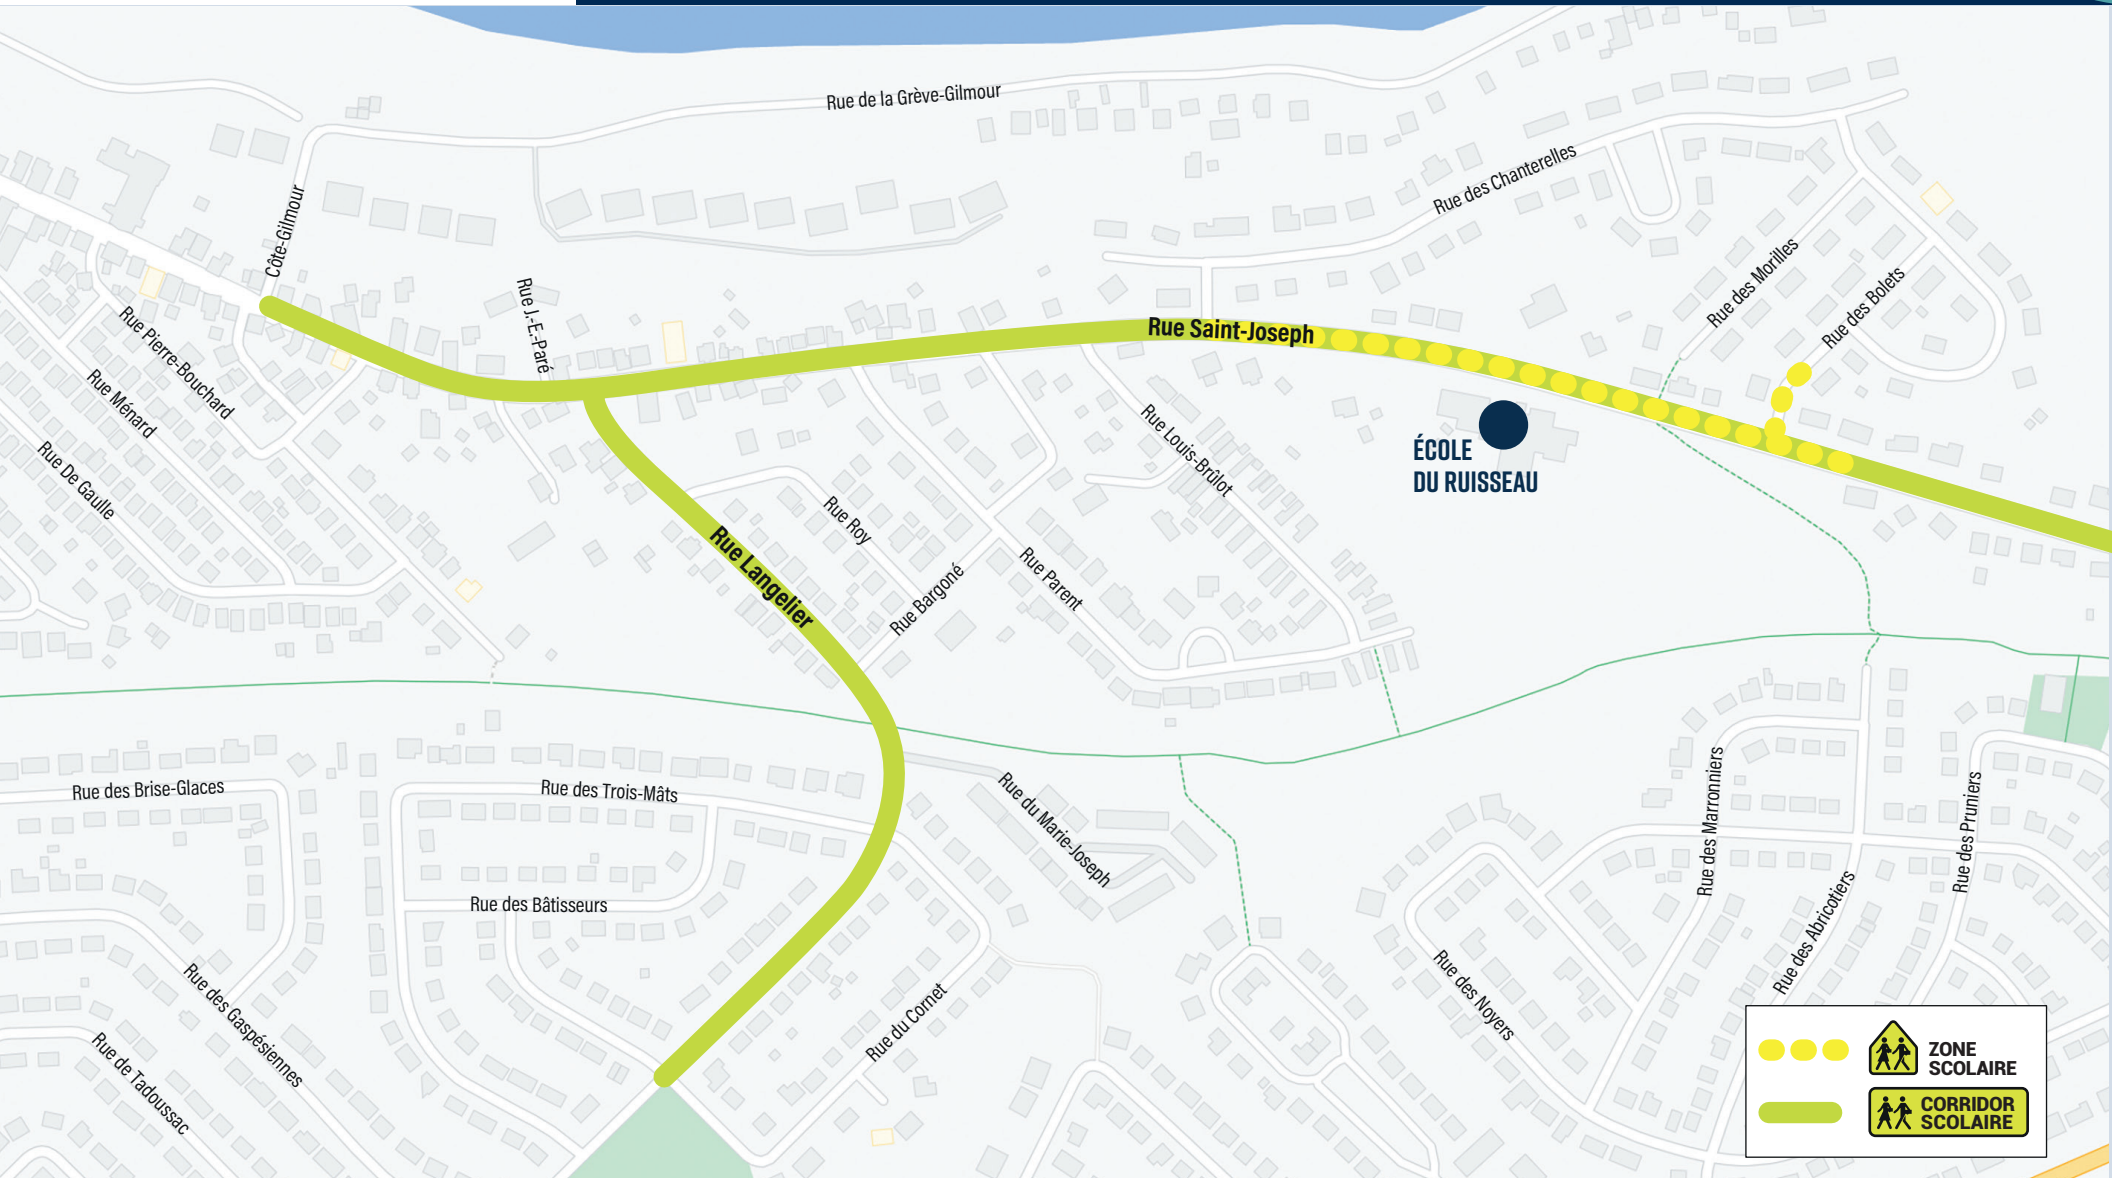 Rue de la Grève-Gilmour
Rue des Chanterelles
Côte-Gilmour
Rue des Morilles
Rue des Bolets
Rue J.-E.-Paré
Rue Saint-Joseph
Rue Pierre-Bouchard
Rue Ménard
Rue De Gaulle
Rue Louis-Brûlot
ÉCOLE
DU RUISSEAU
Rue Roy
Rue Langelier
Rue Bargoné
Rue Parent
Rue des Brise-Glaces
Rue des Trois-Mâts
Rue du Marie-Joseph
Rue des Marronniers
Rue des Pruniers
Rue des Bâtisseurs
Rue des Abricotiers
Rue des Gaspésiennes
Rue du Cornet
Rue des Noyers
Rue de Tadoussac
ZONE
SCOLAIRE
CORRIDOR
SCOLAIRE